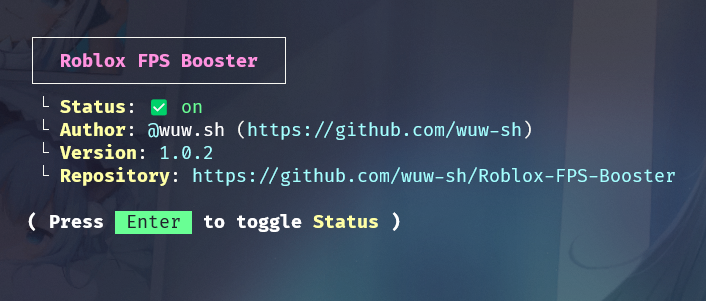 Roblox FPS Booster
└ Status: ✅ on
└ Author: @wuw.sh (https://github.com/wuw-sh)
└ Version: 1.0.2
└ Repository: https://github.com/wuw-sh/Roblox-FPS-Booster
( Press Enter to toggle Status )